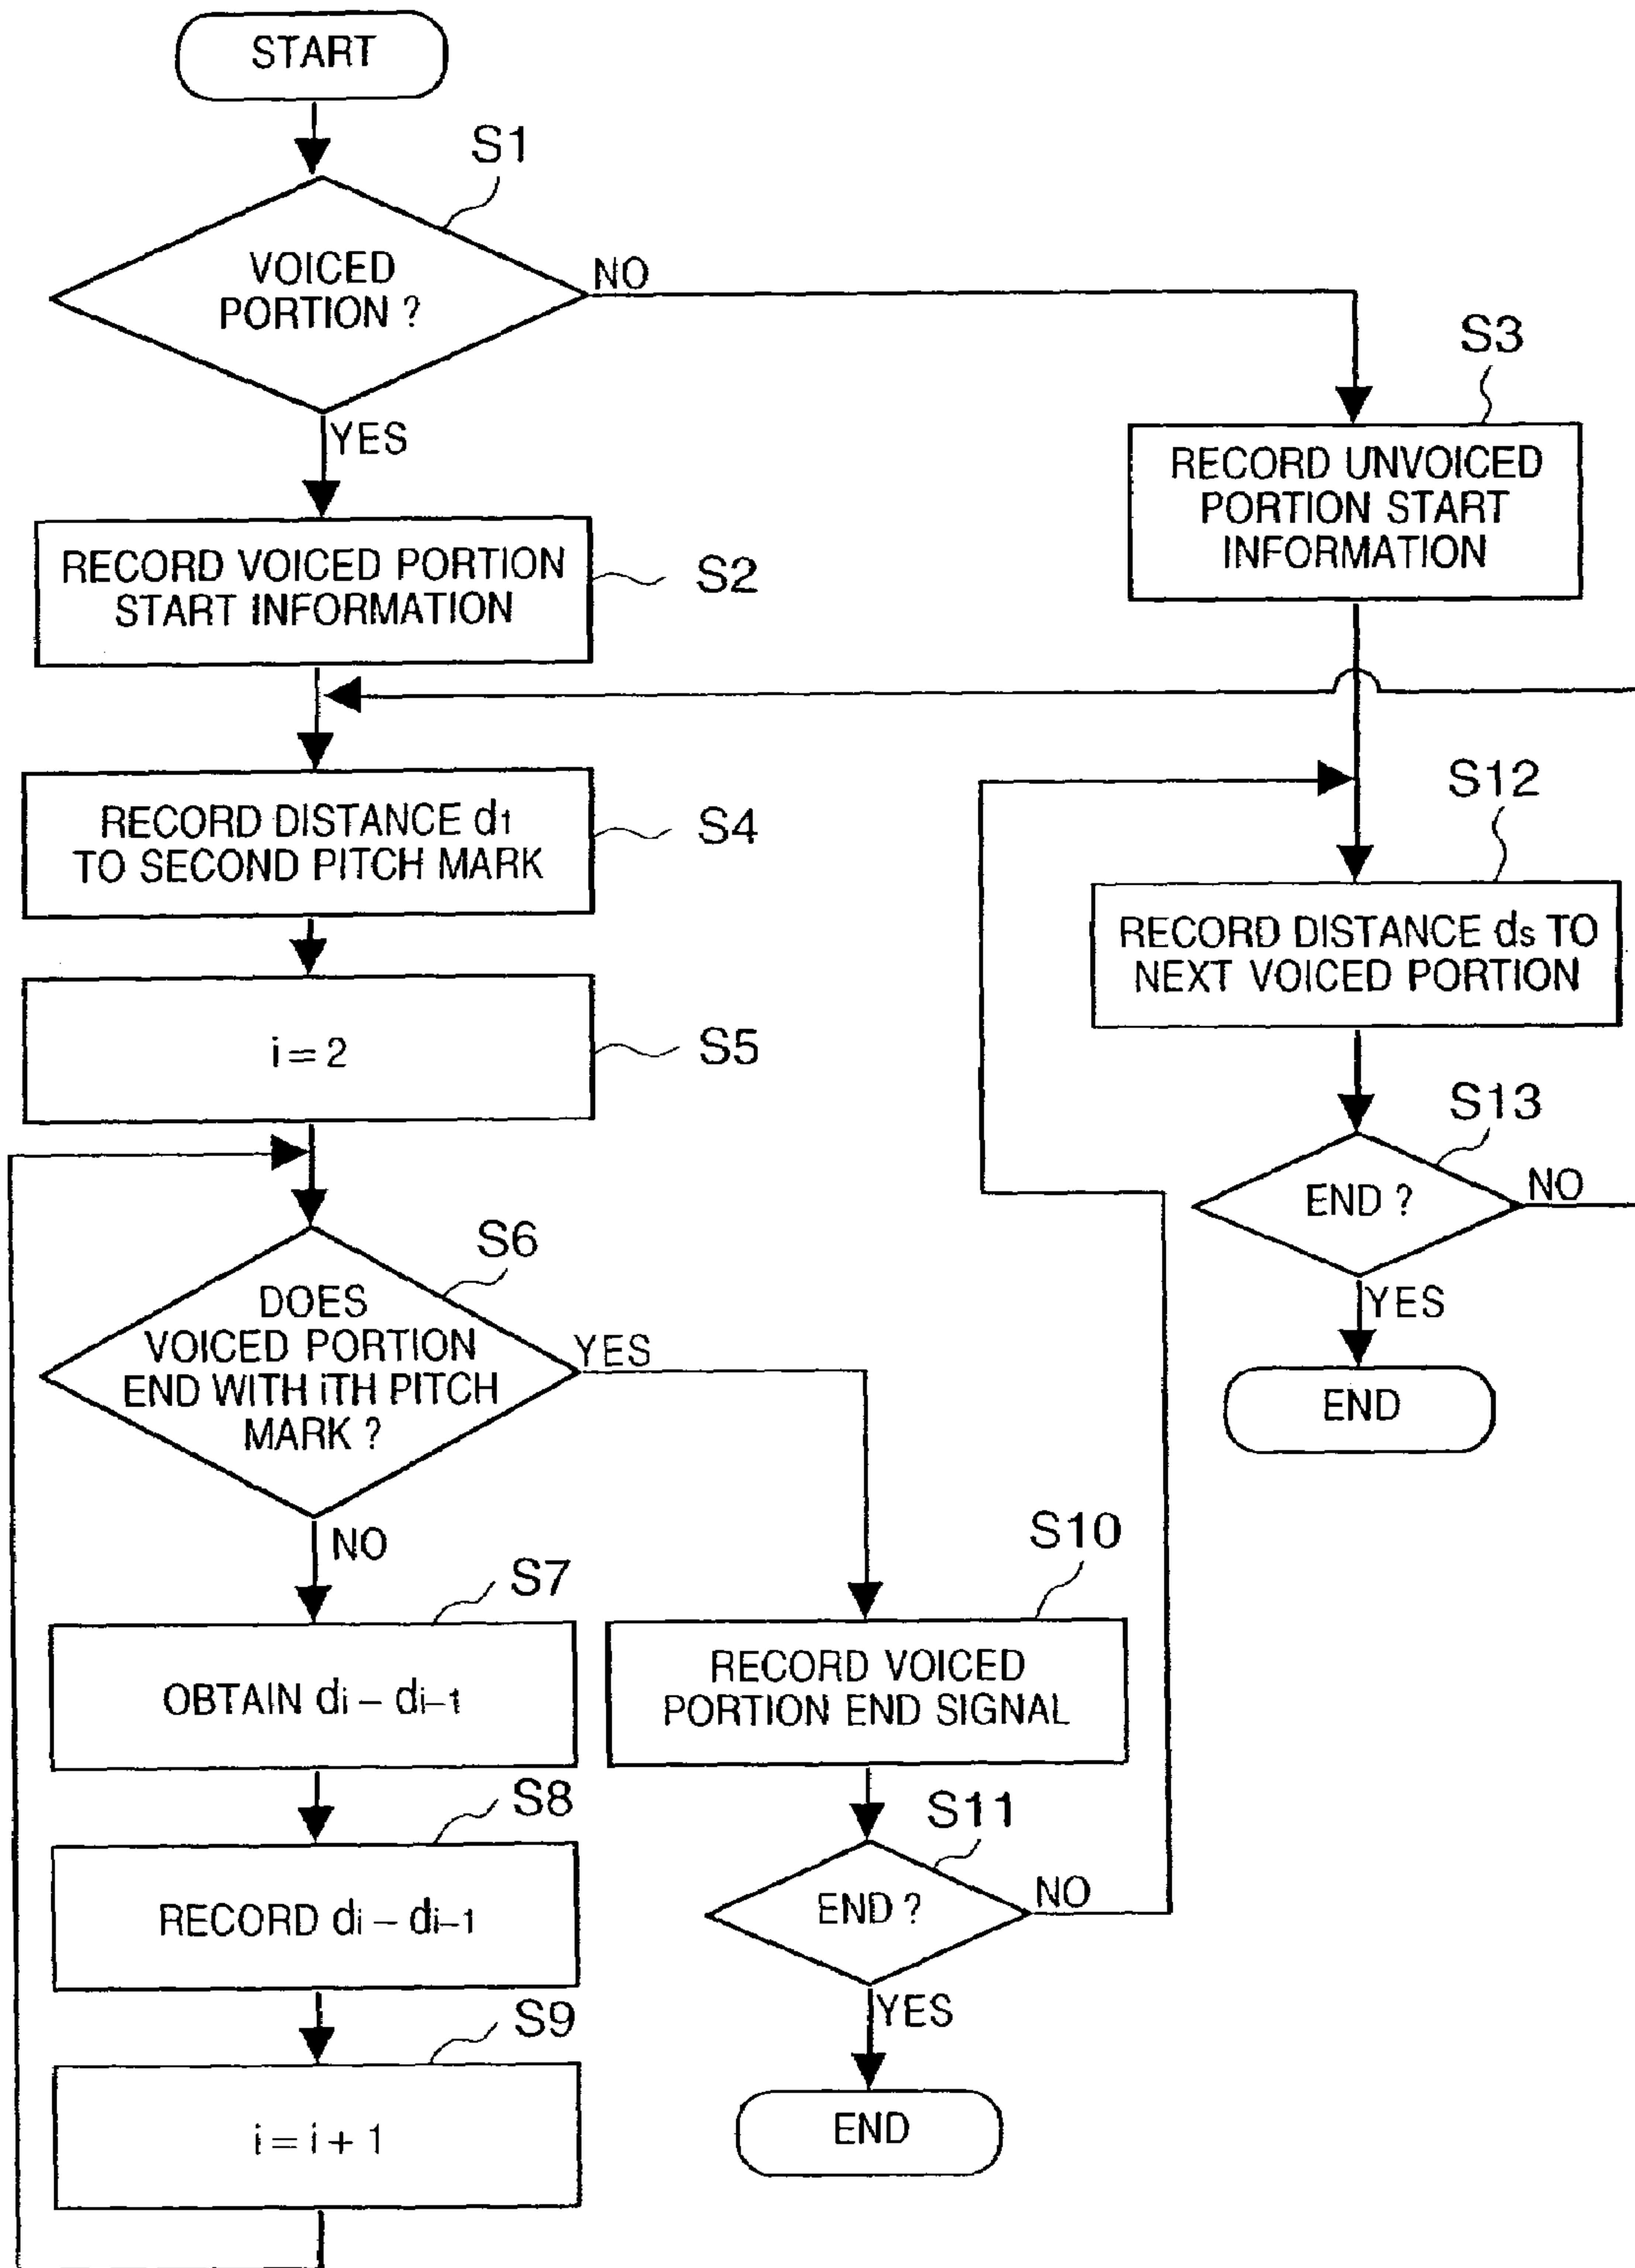 START
S1
VOICED
PORTION ?
NO
YES
S3
RECORD UNVOICED
PORTION START
INFORMATION
RECORD VOICED PORTION
START INFORMATION
S2
RECORD DISTANCE d1
TO SECOND PITCH MARK
S4
S12
RECORD DISTANCE ds TO
NEXT VOICED PORTION
i = 2
S5
S13
END ?
NO
YES
END
S6
DOES
VOICED PORTION
END WITH iTH PITCH
MARK ?
YES
NO
S7
OBTAIN di – di–1
S10
RECORD VOICED
PORTION END SIGNAL
S8
RECORD di – di–1
S11
END ?
NO
YES
END
S9
i = i + 1